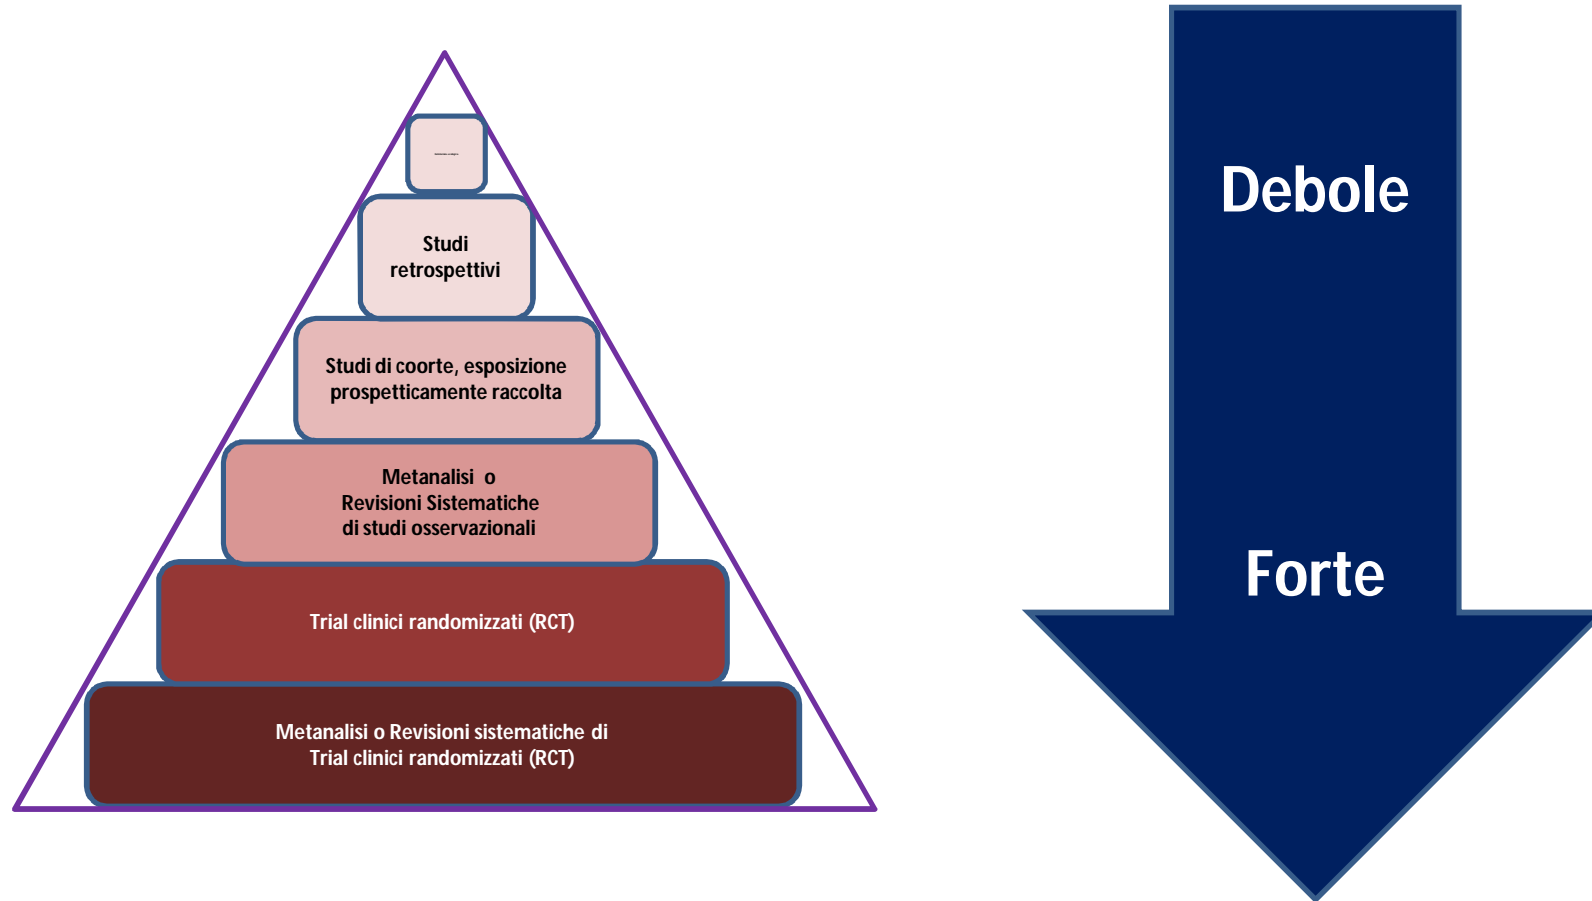 Studi
retrospettivi
Studi di coorte, esposizione
prospetticamente raccolta
Metanalisi o
Revisioni Sistematiche
di studi osservazionali
Trial clinici randomizzati (RCT)
Metanalisi o Revisioni sistematiche di
Trial clinici randomizzati (RCT)
Debole
Forte